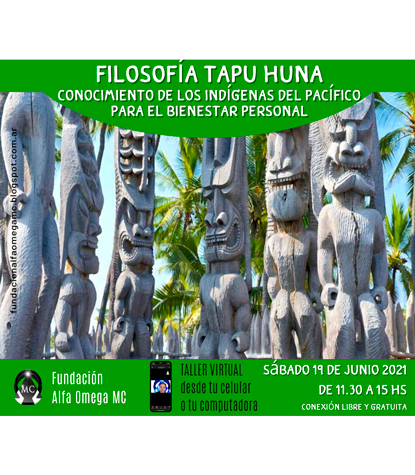 FILOSOFÍA TAPU HUNA
CONOCIMIENTO DE LOS INDÍGENAS DEL PACÍFICO
PARA EL BIENESTAR PERSONAL
fundacionalfaomegamc-blogspot.com.ar
MC
Fundación
Alfa Omega MC
TALLER VIRTUAL
desde tu celular
o tu computadora
SÁBADO 19 DE JUNIO 2021
DE 11.30 A 15 HS
CONEXIÓN LIBRE Y GRATUITA